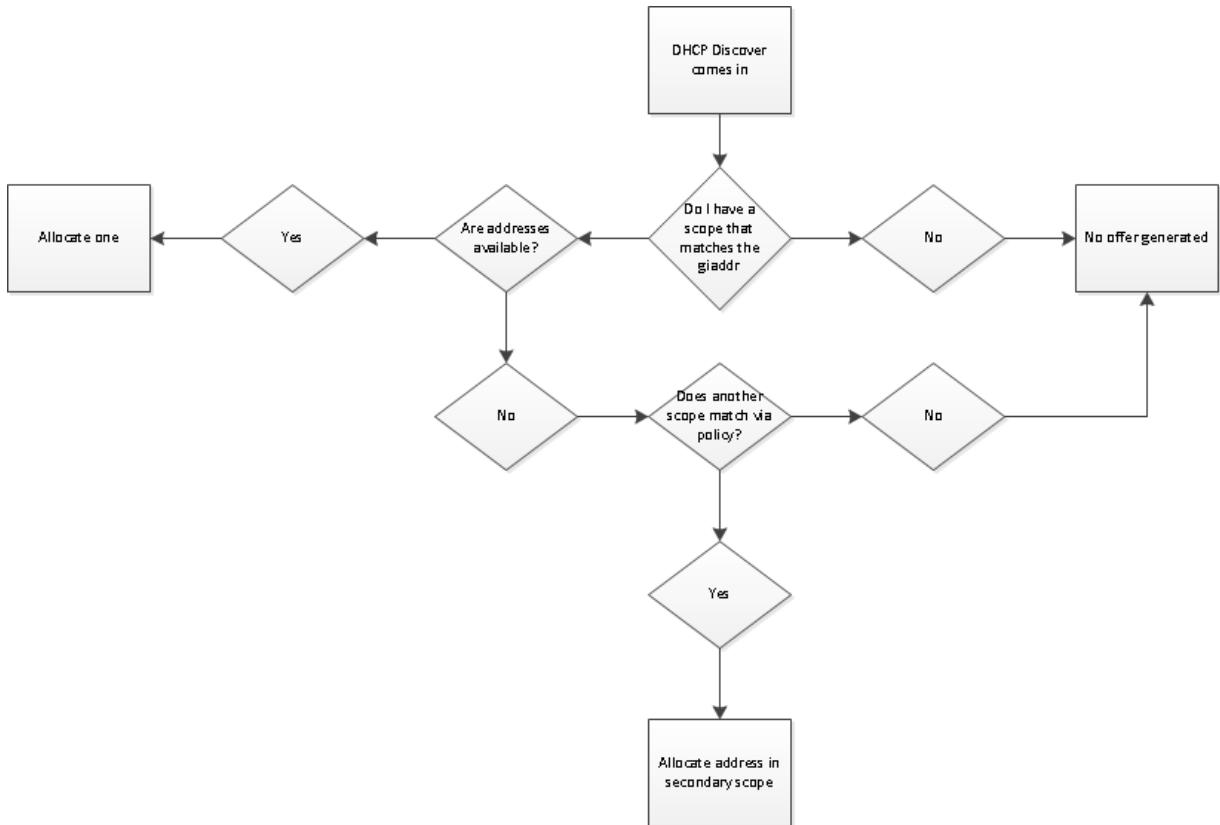 DHCP Discover
comes in
Allocate one
Yes
Are addresses
available?
Do I have a
scope that
matches the
giaddr
No
No offer generated
No
Does another
scope match via
policy?
No
Yes
Allocate address in
secondary scope